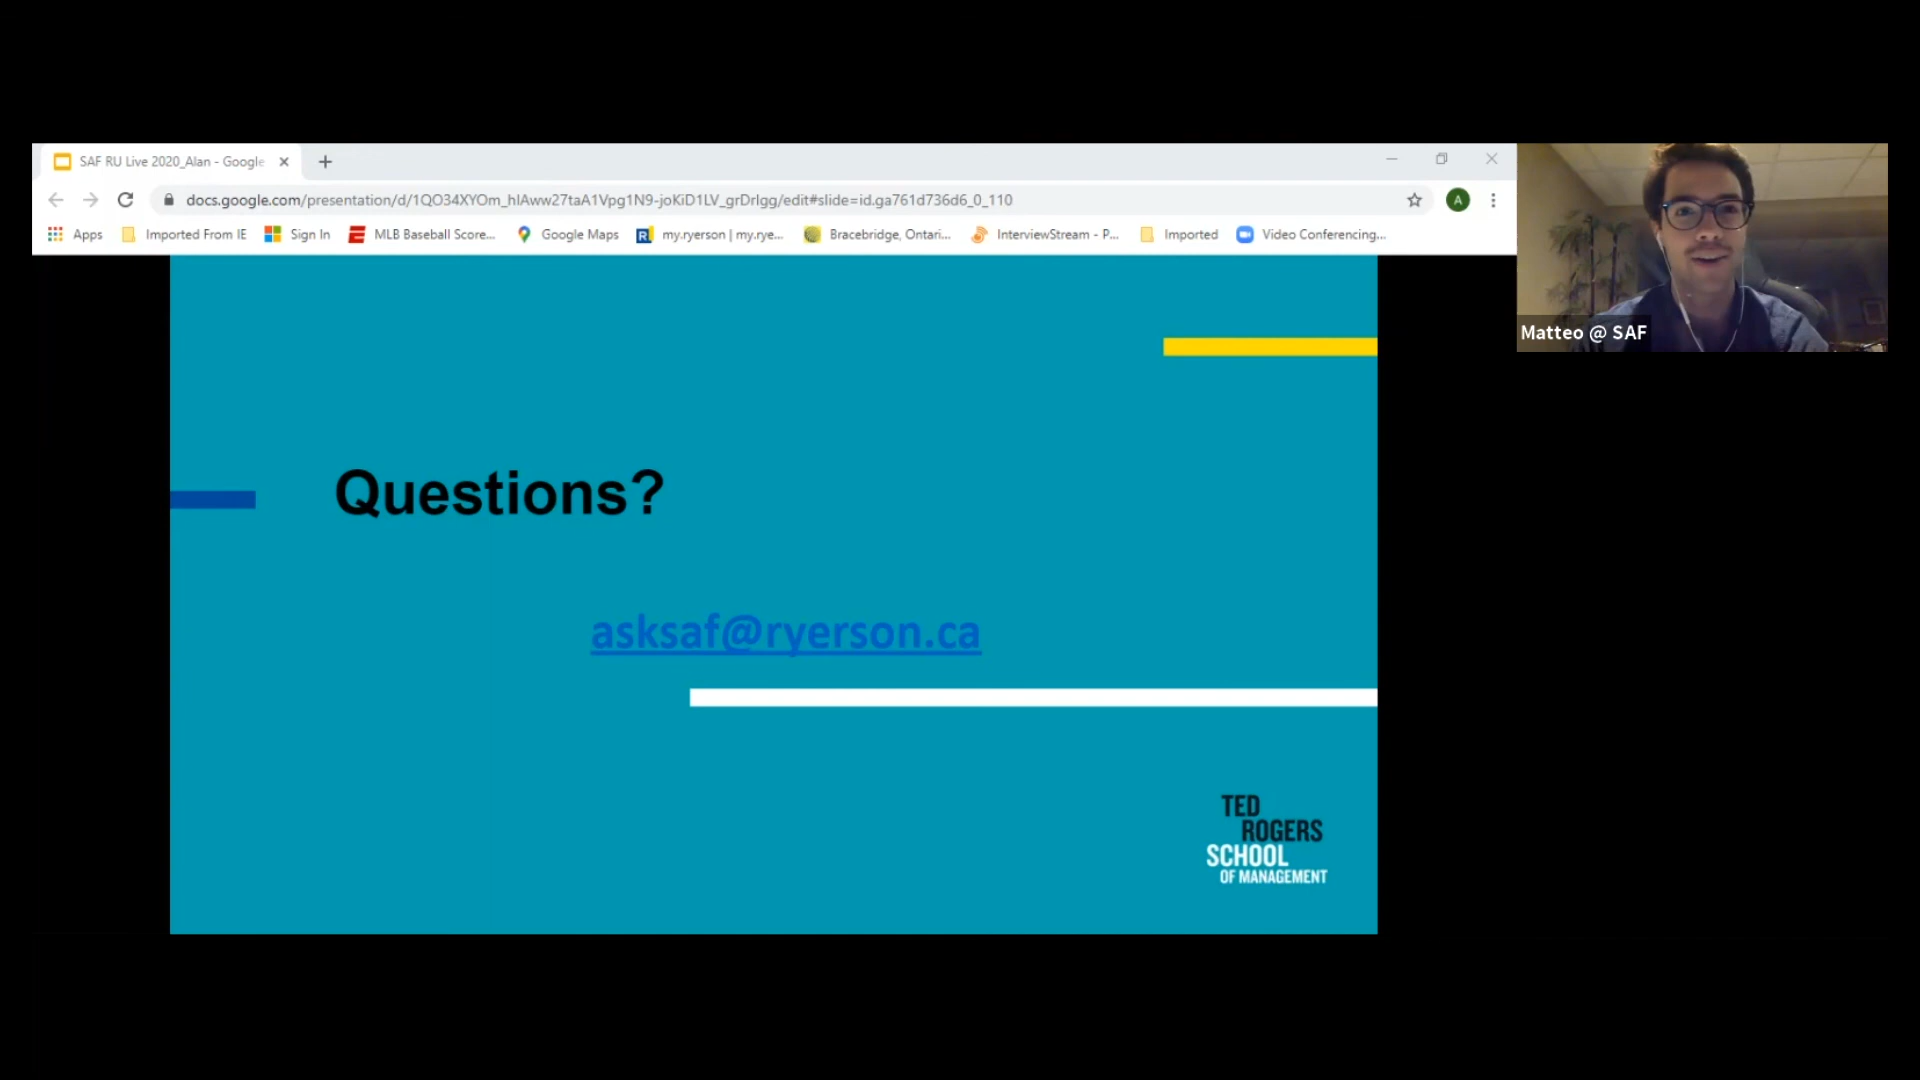 SAF RU Live 2020_Alan - Google
docs.google.com/presentation/d/1QO34XYOm_hIAww27taA1Vpg1N9-joKiD1LV_grDrIgg/edit#slide=id.ga761d736d6_0_110
A
Apps Imported From IE Sign In MLB Baseball Score... Google Maps my.ryerson | my.rye... Bracebridge, Ontari... InterviewStream - P... Imported Video Conferencing...
Matteo @ SAF
Questions?
asksaf@ryerson.ca
TED
ROGERS
SCHOOL
OF MANAGEMENT